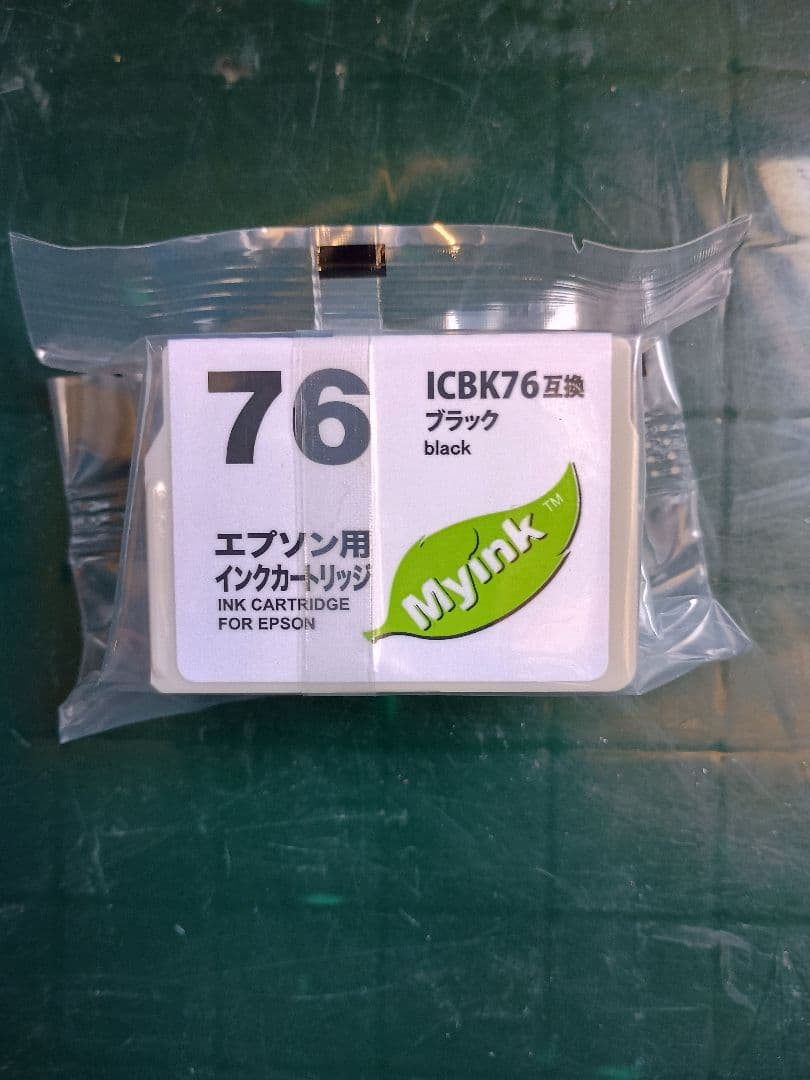 76
ICBK76互換
ブラック
black
エプソン用
インクカートリッジ
INK CARTRIDGE
FOR EPSON
Myink™